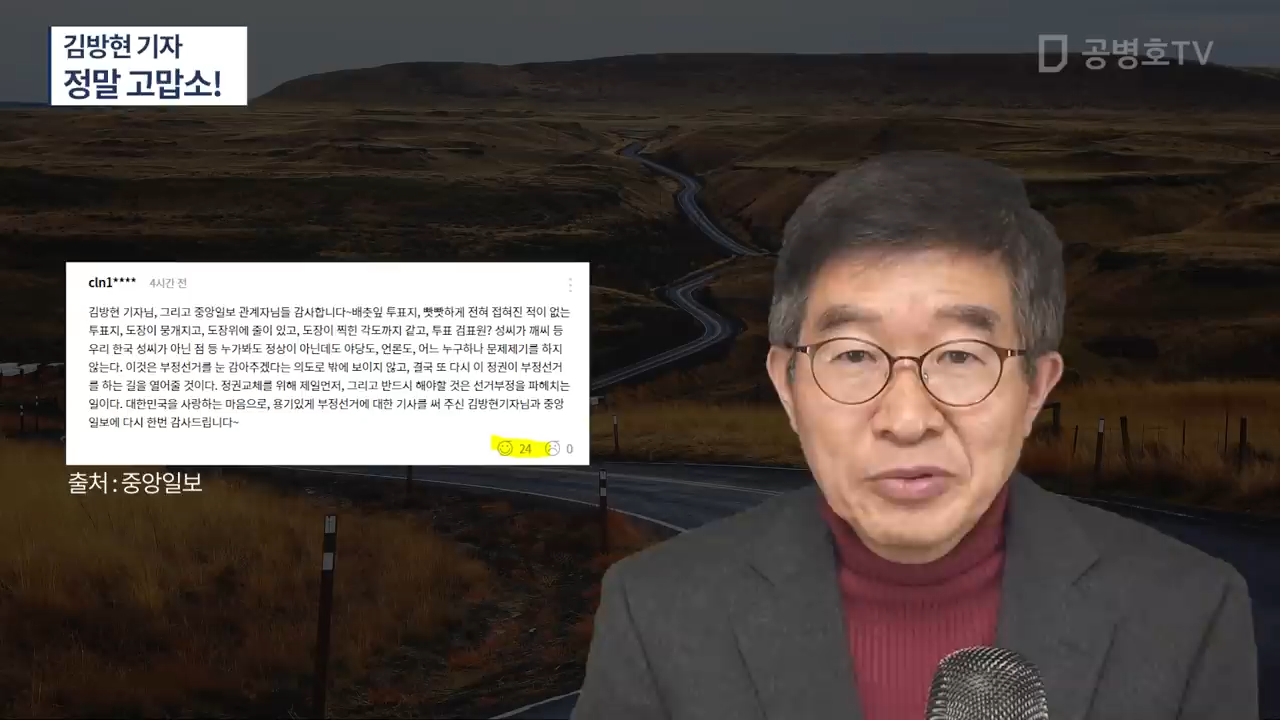 김방현 기자
정말 고맙소!
공병호TV
cln1**** 4시간 전
김방현 기자님, 그리고 중앙일보 관계자님들 감사합니다~배춧잎 투표지, 빳빳하게 전혀 접혀진 적이 없는
투표지, 도장이 뭉개지고, 도장위에 줄이 있고, 도장이 찍힌 각도까지 같고, 투표 검표원? 성씨가 깨씨 등
우리 한국 성씨가 아닌 점 등 누가봐도 정상이 아닌데도 야당도, 언론도, 어느 누구하나 문제제기를 하지
않는다. 이것은 부정선거를 눈 감아주겠다는 의도로 밖에 보이지 않고, 결국 또 다시 이 정권이 부정선거
를 하는 길을 열어줄 것이다. 정권교체를 위해 제일먼저, 그리고 반드시 해야할 것은 선거부정을 파헤치는
일이다. 대한민국을 사랑하는 마음으로, 용기있게 부정선거에 대한 기사를 써 주신 김방현기자님과 중앙
일보에 다시 한번 감사드립니다~
24 0
출처 : 중앙일보